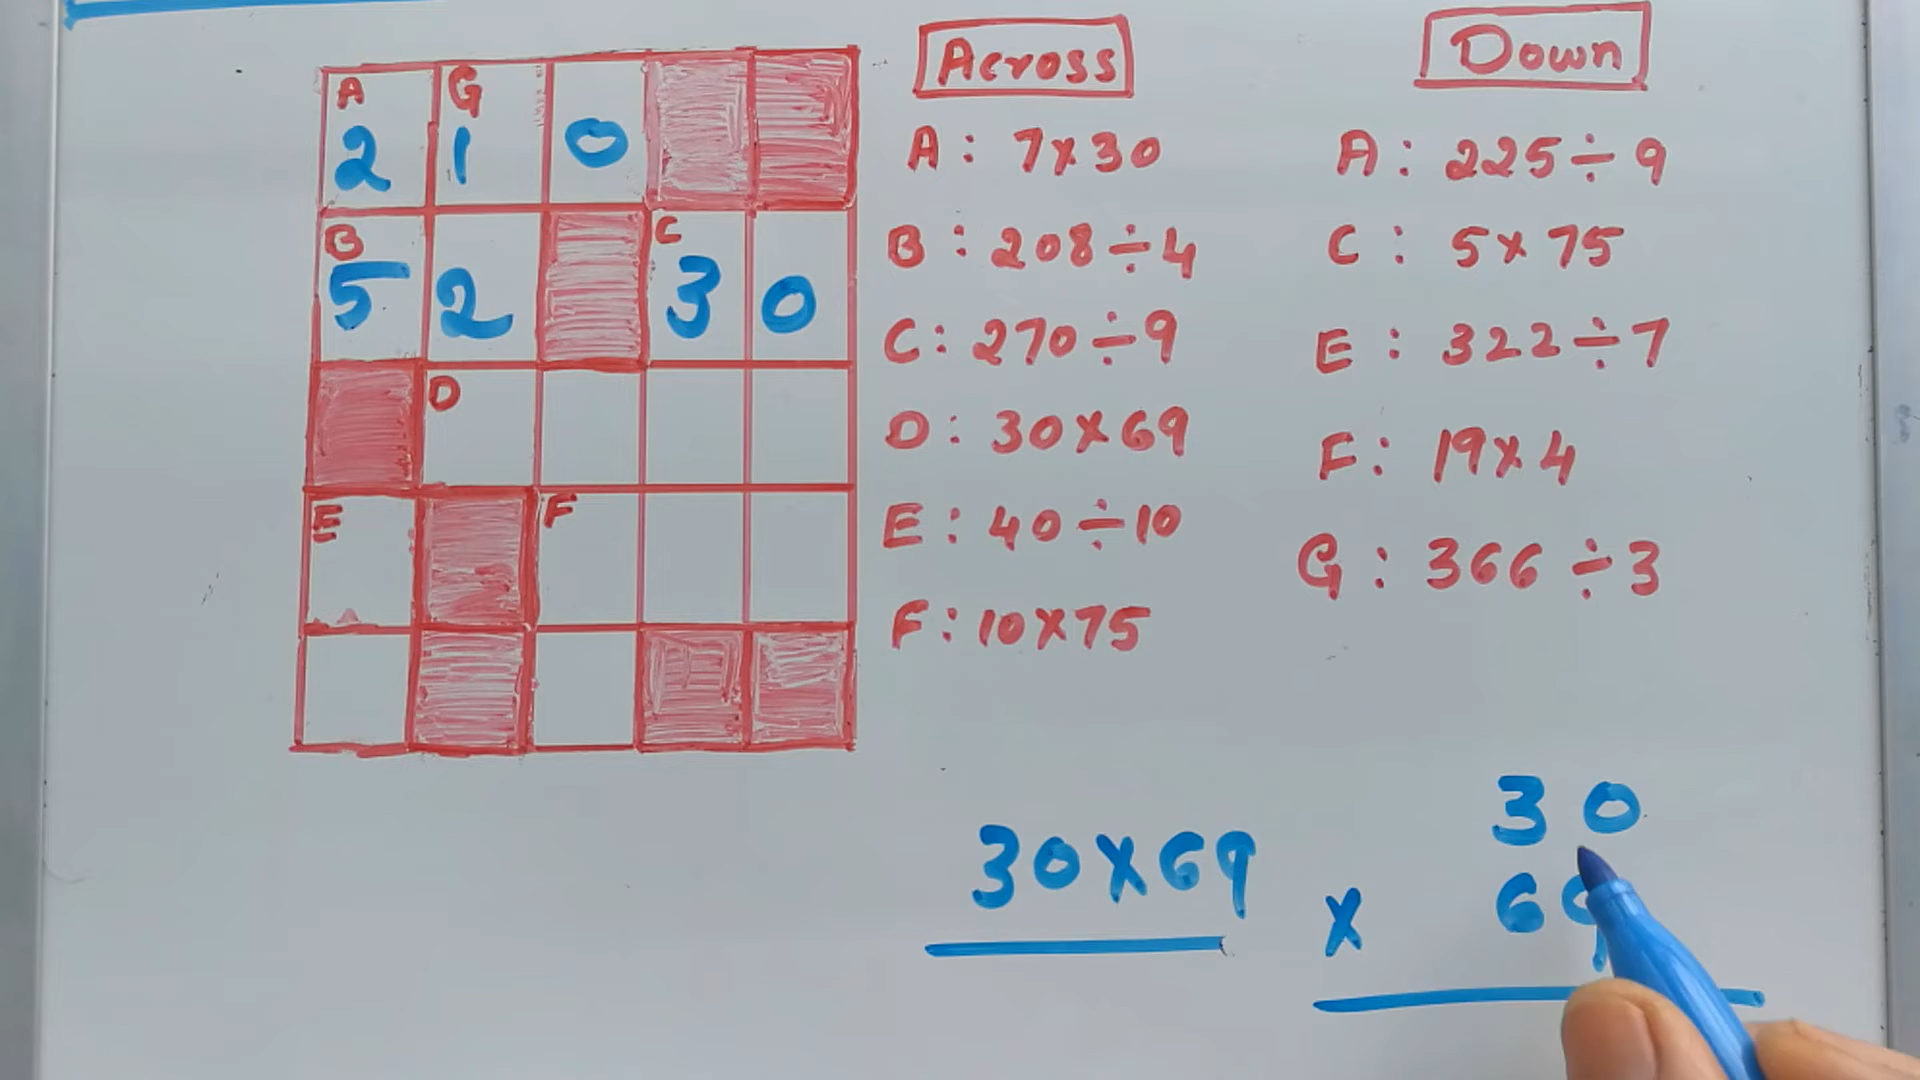 A G
2 1 0
B C
5 2 3 0
D
E F
Across
A: 7x30
B: 208÷4
C: 270÷9
D: 30x69
E: 40÷10
F: 10x75
Down
A: 225÷9
C: 5x75
E: 322÷7
F: 19x4
G: 366÷3
30x69
30
x 69